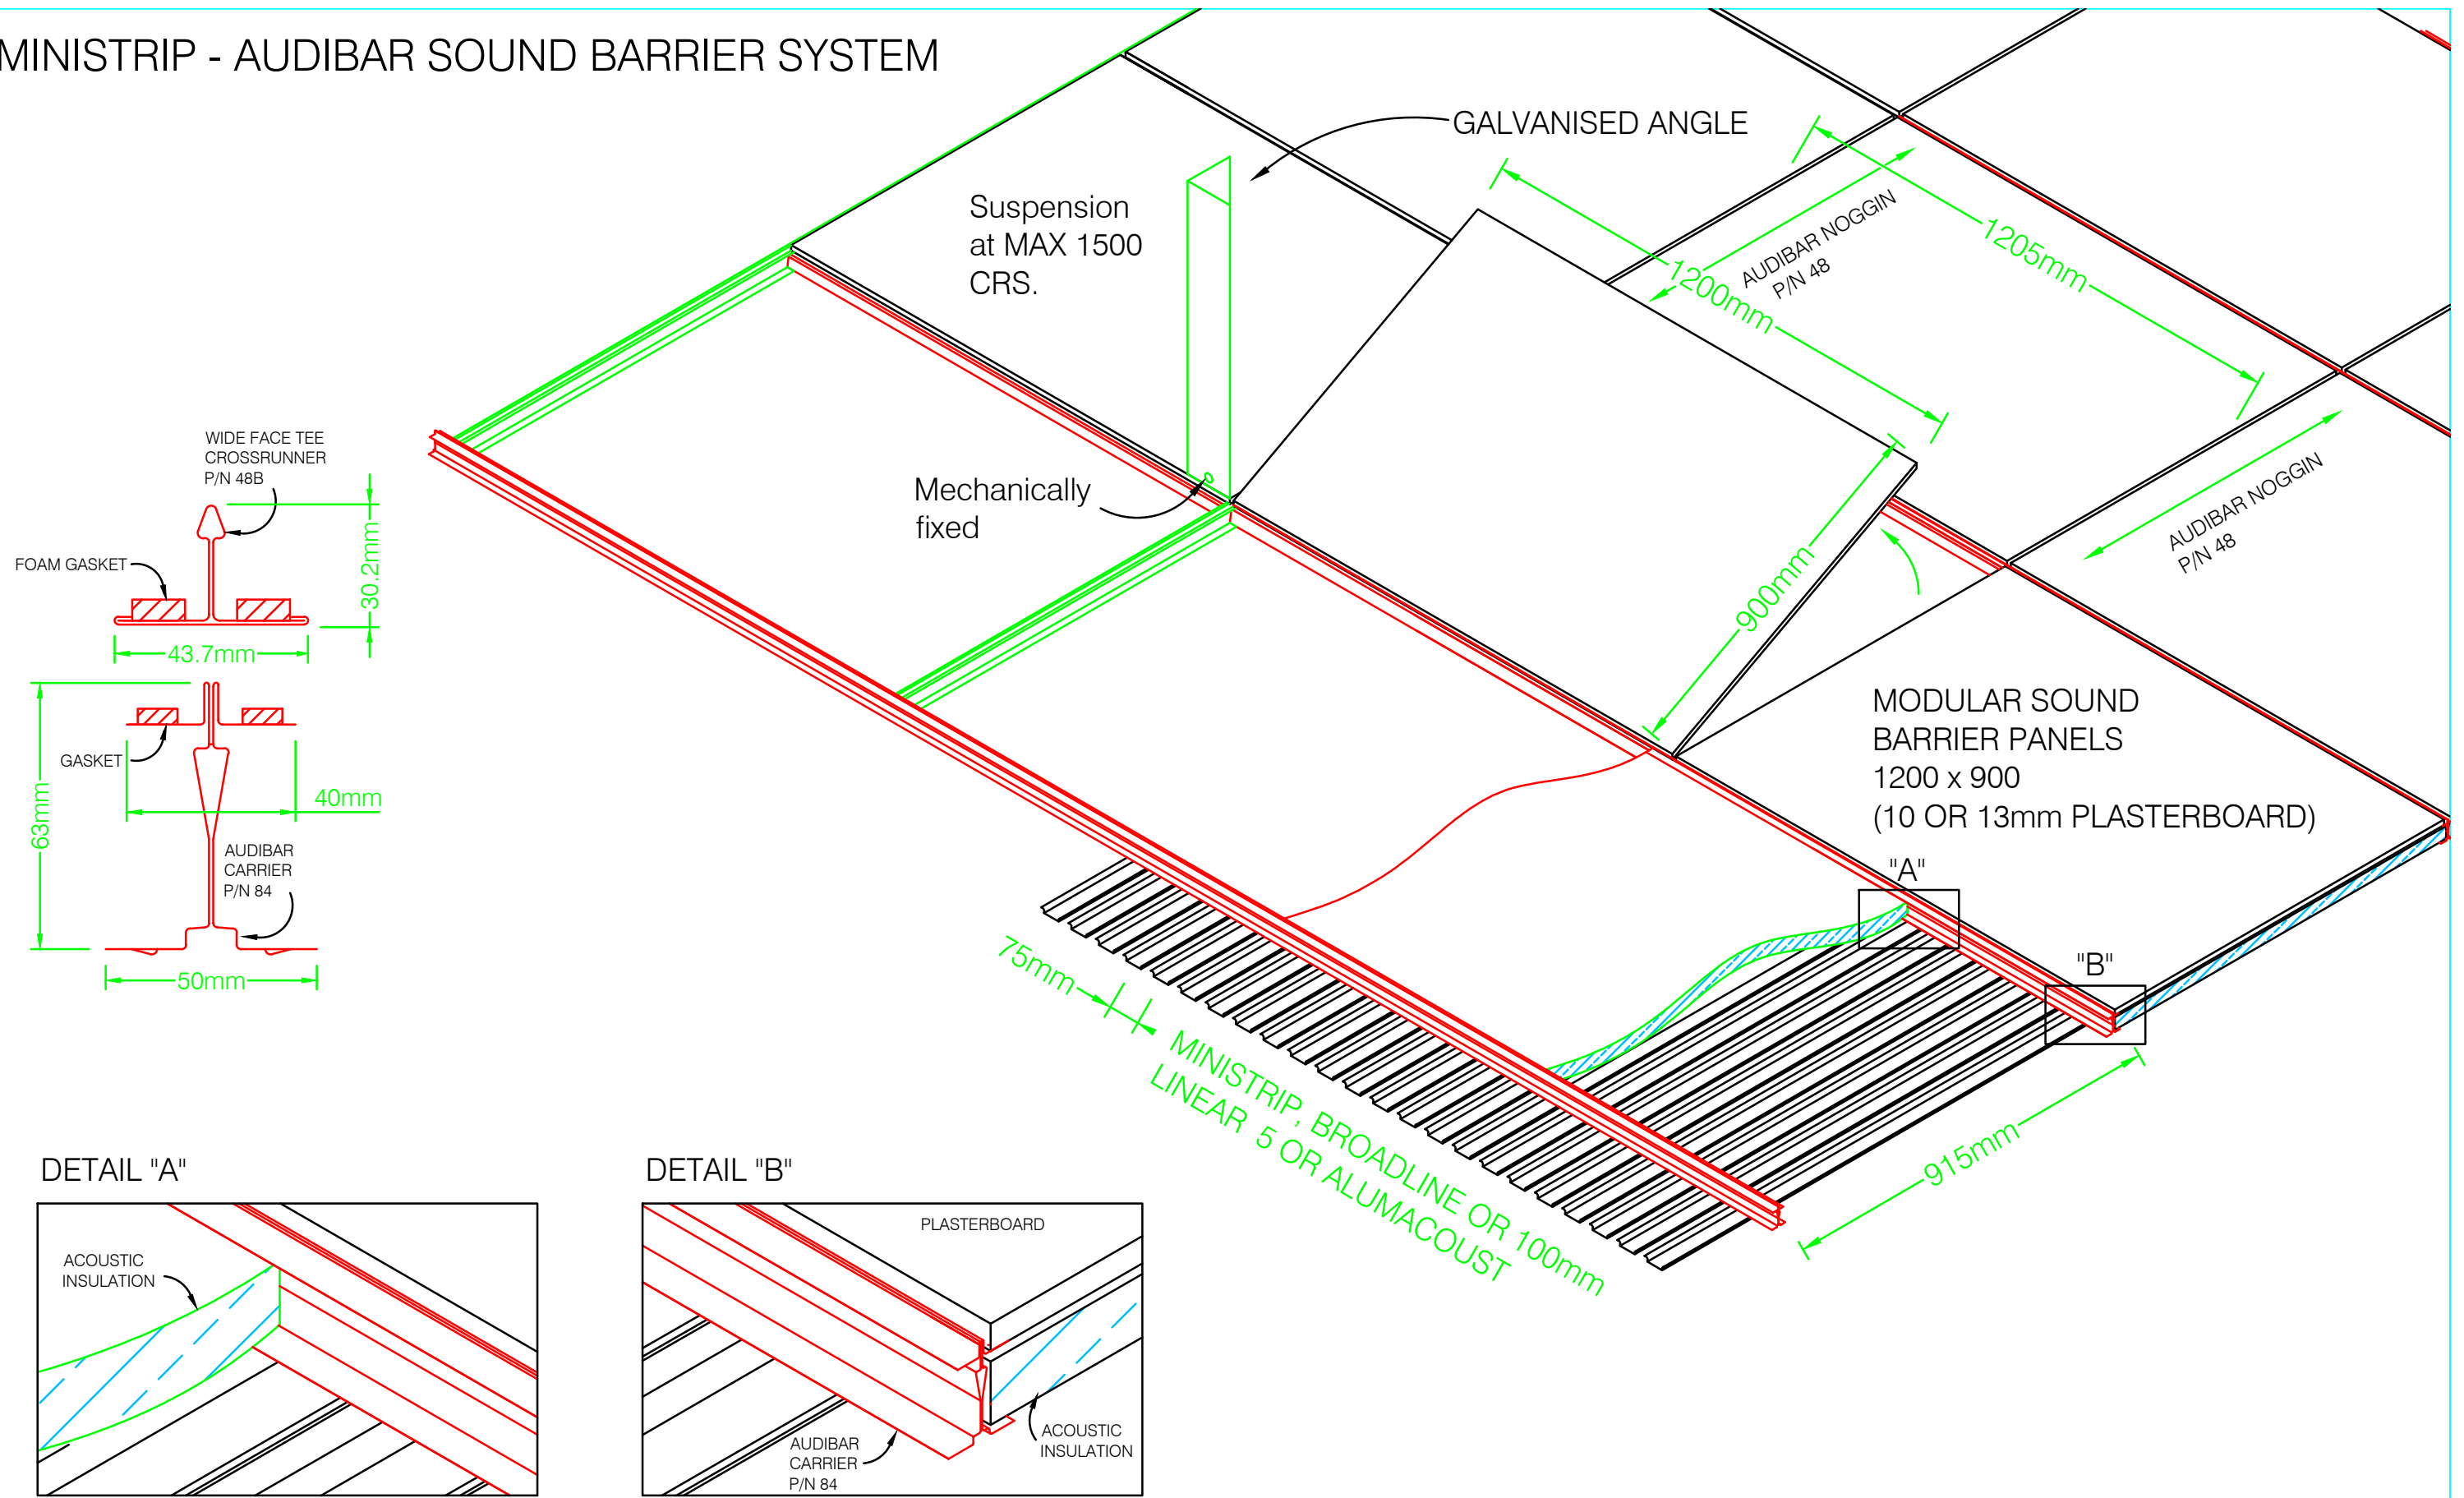 MINISTRIP - AUDIBAR SOUND BARRIER SYSTEM
GALVANISED ANGLE
Suspension
at MAX 1500
CRS.
AUDIBAR NOGGIN
P/N 48
1205mm
1200mm
WIDE FACE TEE
CROSSRUNNER
P/N 48B
Mechanically
fixed
AUDIBAR NOGGIN
P/N 48
FOAM GASKET
30.2mm
900mm
43.7mm
MODULAR SOUND
BARRIER PANELS
1200 x 900
(10 OR 13mm PLASTERBOARD)
GASKET
40mm
63mm
AUDIBAR
CARRIER
P/N 84
"A"
50mm
75mm
"B"
MINISTRIP, BROADLINE OR 100mm
LINEAR 5 OR ALUMACOUST
915mm
DETAIL "A"
ACOUSTIC
INSULATION
DETAIL "B"
PLASTERBOARD
AUDIBAR
CARRIER
P/N 84
ACOUSTIC
INSULATION